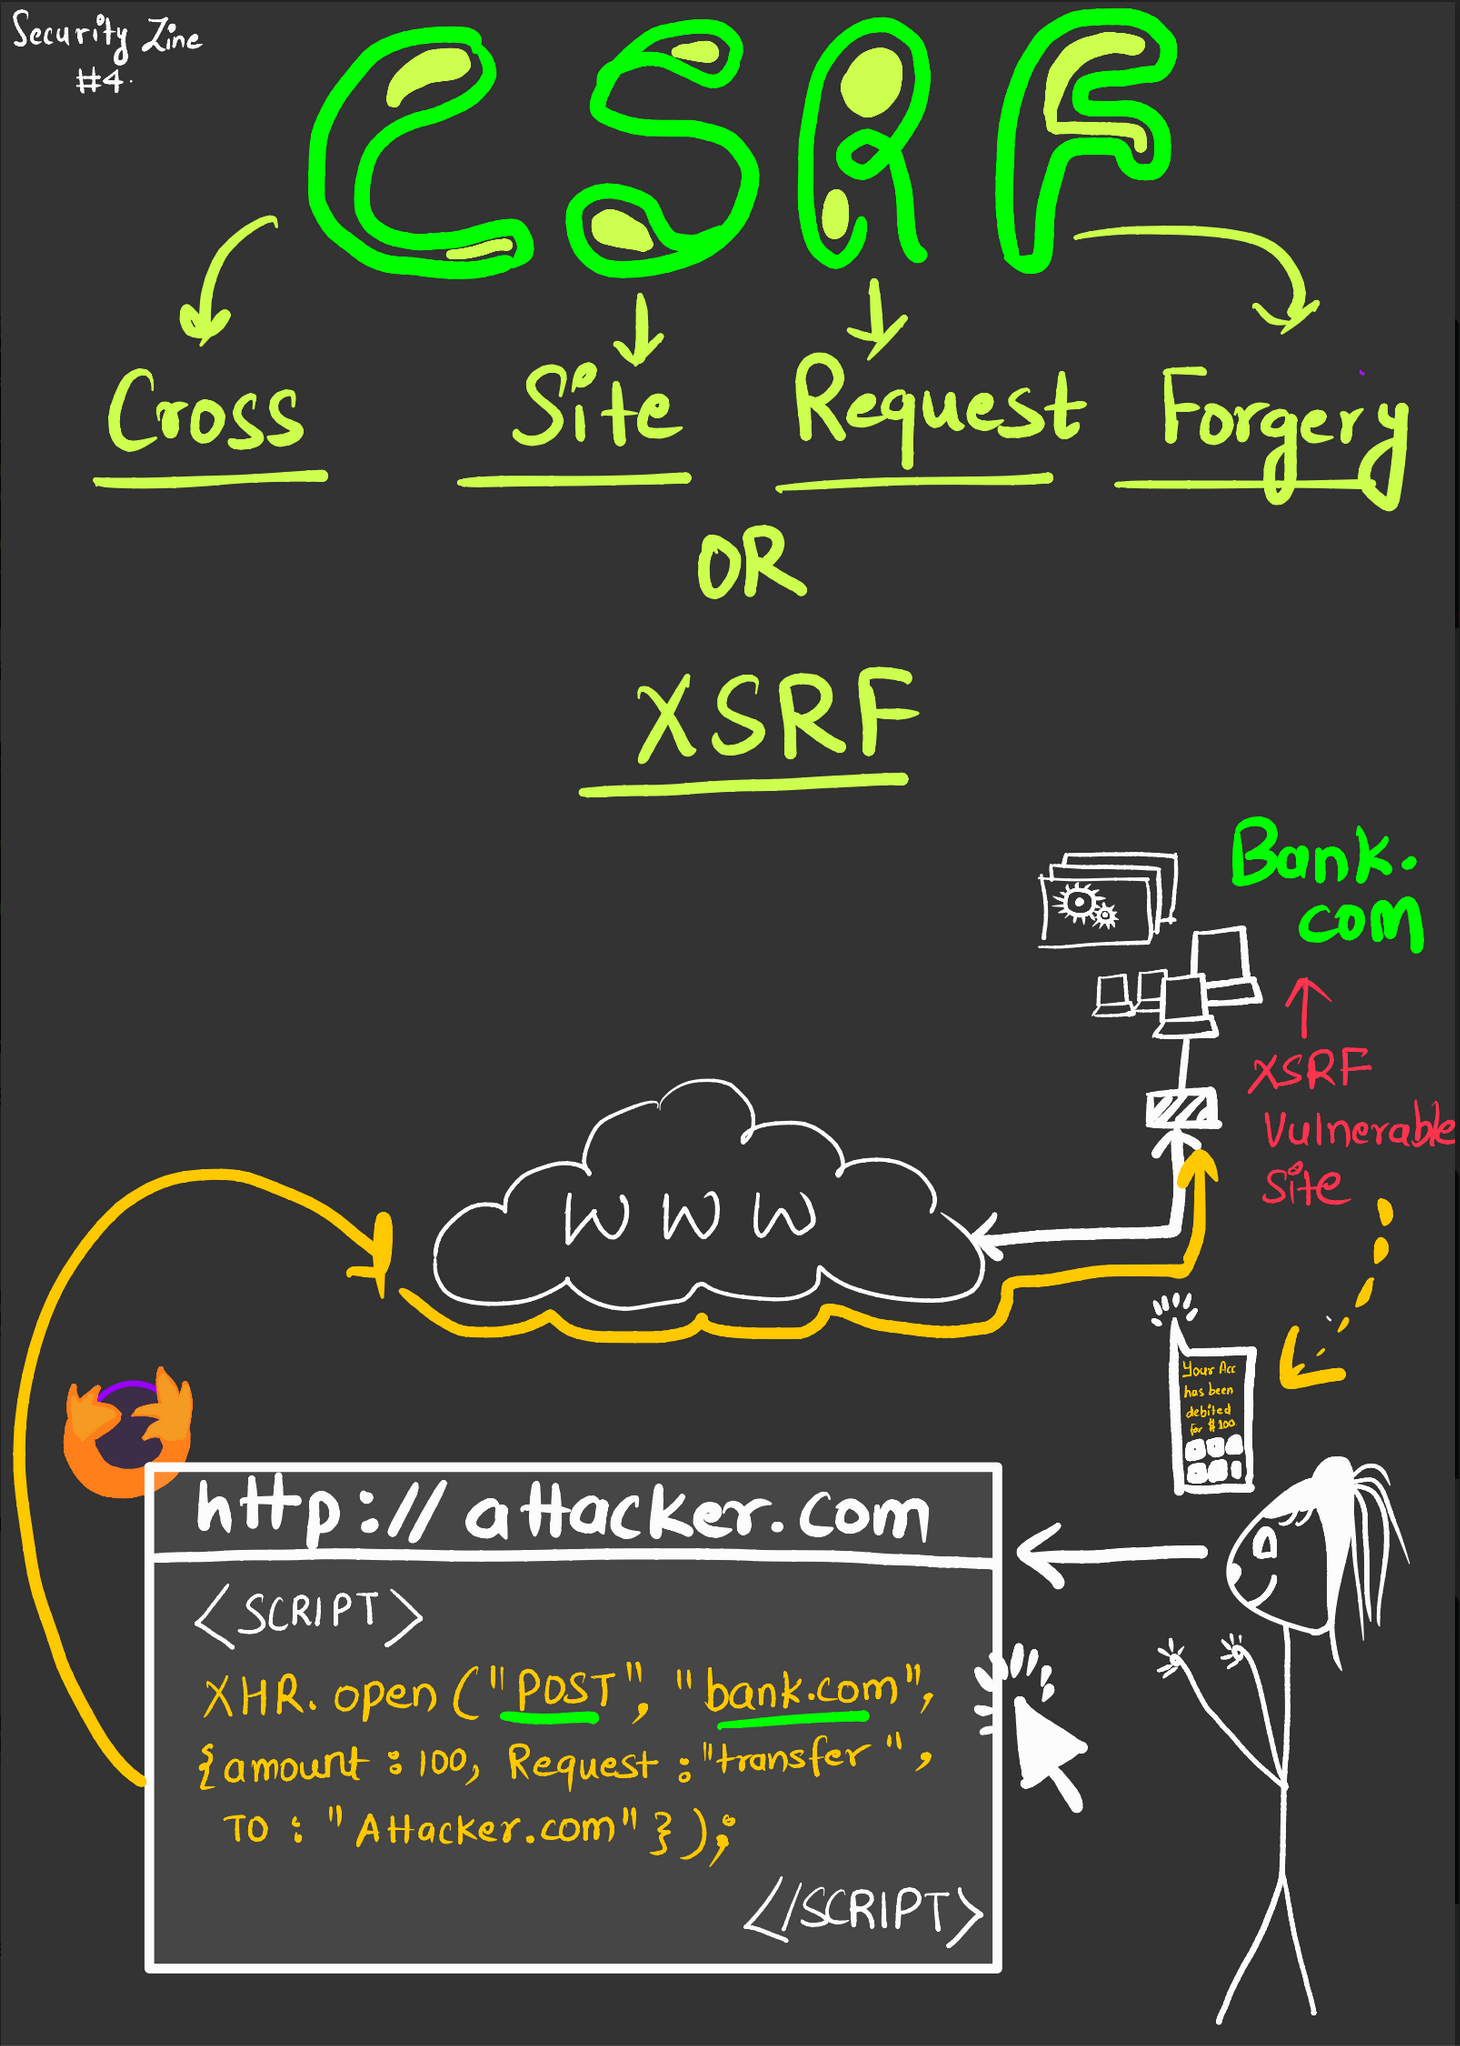 Security Zine
#4.
CSRF
Cross Site Request Forgery
OR
XSRF
Bank.
com
XSRF
Vulnerable
Site
WWW
Your Acc
has been
debited
for $100
http://attacker.com
<SCRIPT>
XHR.open("POST", "bank.com",
{amount:100, Request:"transfer",
TO: "Attacker.com"});
</SCRIPT>